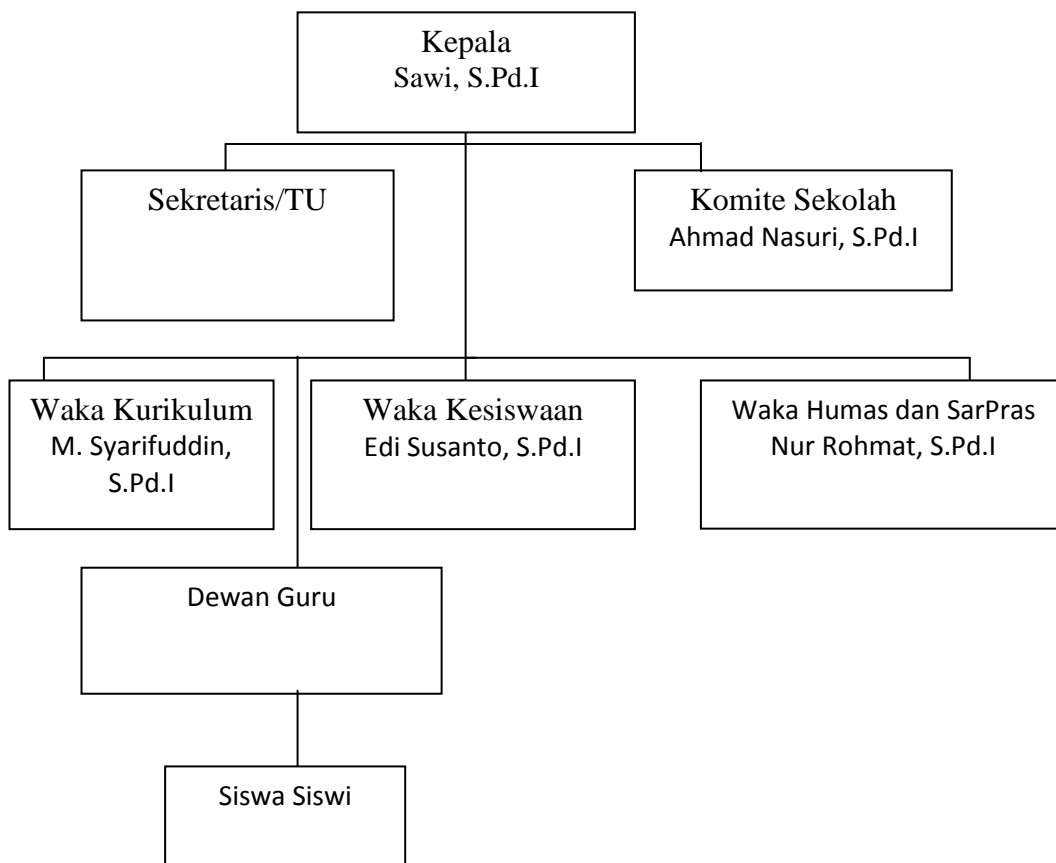 Kepala
Sawi, S.Pd.I
Sekretaris/TU
Komite Sekolah
Ahmad Nasuri, S.Pd.I
Waka Kurikulum
M. Syarifuddin,
S.Pd.I
Waka Kesiswaan
Edi Susanto, S.Pd.I
Waka Humas dan SarPras
Nur Rohmat, S.Pd.I
Dewan Guru
Siswa Siswi